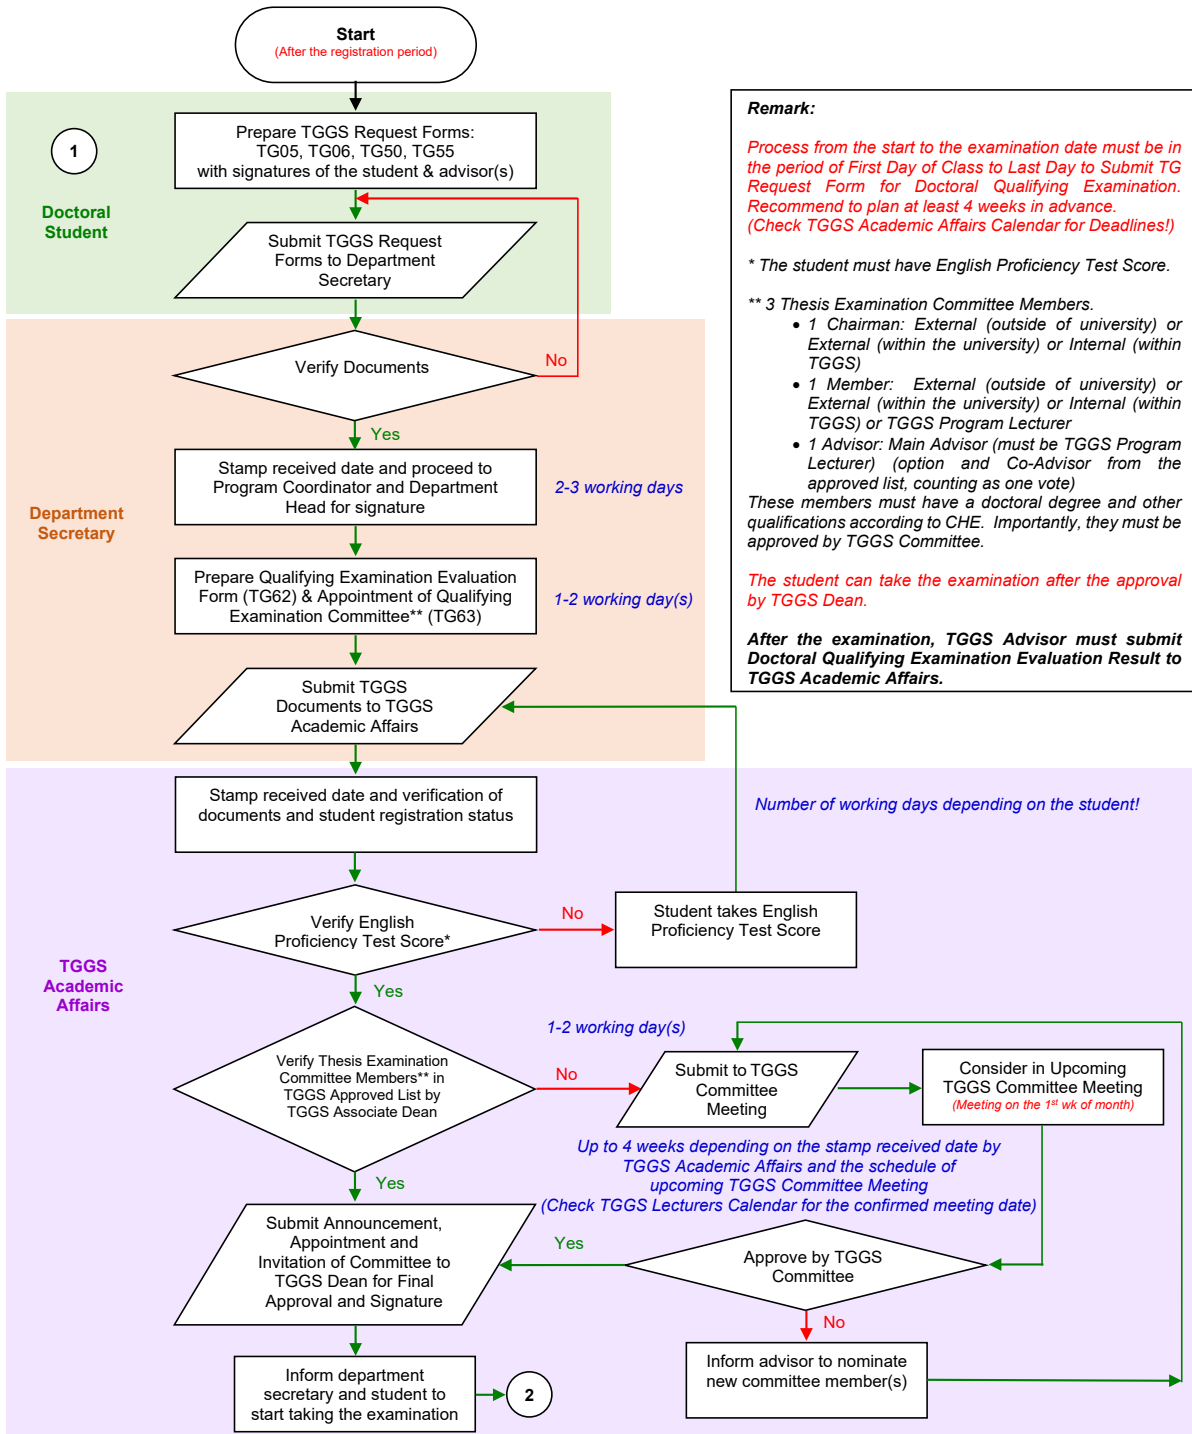 Start
(After the registration period)
1
Doctoral
Student
Prepare TGGS Request Forms:
TG05, TG06, TG50, TG55
with signatures of the student & advisor(s)
Submit TGGS Request
Forms to Department
Secretary
Verify Documents
No
Yes
Department
Secretary
Stamp received date and proceed to
Program Coordinator and Department
Head for signature
2-3 working days
Prepare Qualifying Examination Evaluation
Form (TG62) & Appointment of Qualifying
Examination Committee** (TG63)
1-2 working day(s)
Submit TGGS
Documents to TGGS
Academic Affairs
Remark:
Process from the start to the examination date must be in
the period of First Day of Class to Last Day to Submit TG
Request Form for Doctoral Qualifying Examination.
Recommend to plan at least 4 weeks in advance.
(Check TGGS Academic Affairs Calendar for Deadlines!)
* The student must have English Proficiency Test Score.
** 3 Thesis Examination Committee Members.
• 1 Chairman: External (outside of university) or
External (within the university) or Internal (within
TGGS)
• 1 Member: External (outside of university) or
External (within the university) or Internal (within
TGGS) or TGGS Program Lecturer
• 1 Advisor: Main Advisor (must be TGGS Program
Lecturer) (option and Co-Advisor from the
approved list, counting as one vote)
These members must have a doctoral degree and other
qualifications according to CHE. Importantly, they must be
approved by TGGS Committee.
The student can take the examination after the approval
by TGGS Dean.
After the examination, TGGS Advisor must submit
Doctoral Qualifying Examination Evaluation Result to
TGGS Academic Affairs.
TGGS
Academic
Affairs
Stamp received date and verification of
documents and student registration status
Number of working days depending on the student!
Verify English
Proficiency Test Score*
No
Student takes English
Proficiency Test Score
Yes
Verify Thesis Examination
Committee Members** in
TGGS Approved List by
TGGS Associate Dean
No
1-2 working day(s)
Submit to TGGS
Committee
Meeting
Consider in Upcoming
TGGS Committee Meeting
(Meeting on the 1st wk of month)
Up to 4 weeks depending on the stamp received date by
TGGS Academic Affairs and the schedule of
upcoming TGGS Committee Meeting
(Check TGGS Lecturers Calendar for the confirmed meeting date)
Yes
Submit Announcement,
Appointment and
Invitation of Committee to
TGGS Dean for Final
Approval and Signature
Yes
Approve by TGGS
Committee
No
Inform advisor to nominate
new committee member(s)
Inform department
secretary and student to
start taking the examination
2